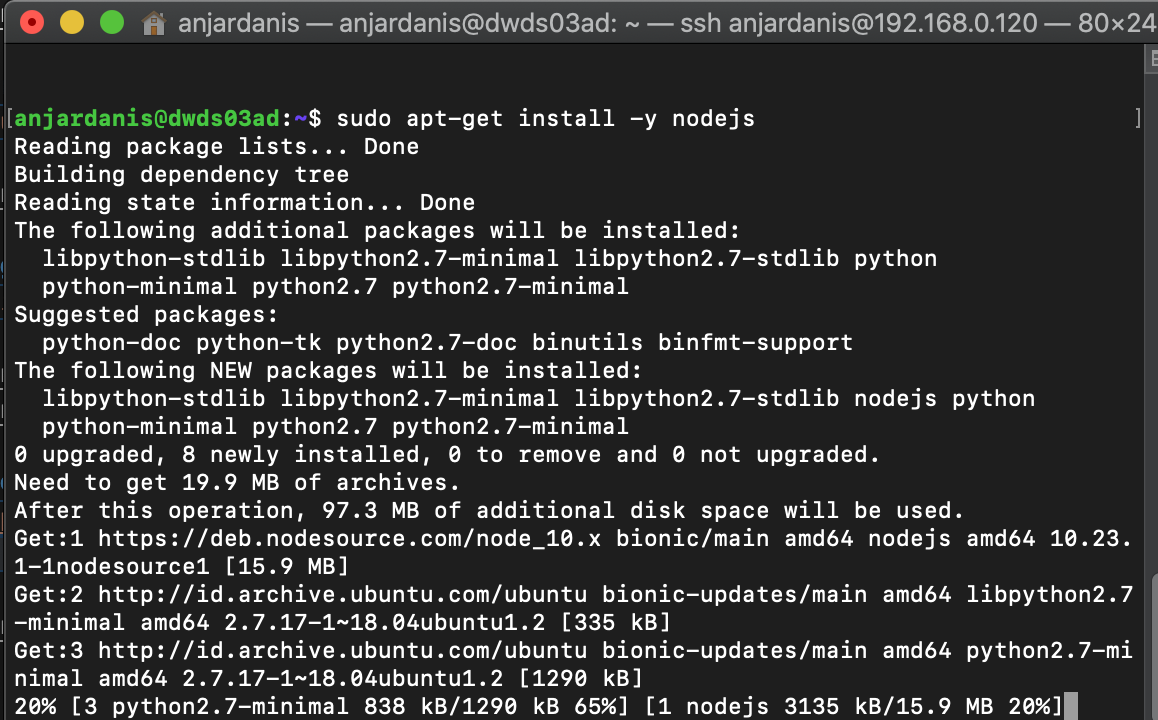 anjardanis — anjardanis@dwds03ad: ~ — ssh anjardanis@192.168.0.120 — 80×24
[anjardanis@dwds03ad:~$ sudo apt-get install -y nodejs ]
Reading package lists... Done
Building dependency tree
Reading state information... Done
The following additional packages will be installed:
  libpython-stdlib libpython2.7-minimal libpython2.7-stdlib python
  python-minimal python2.7 python2.7-minimal
Suggested packages:
  python-doc python-tk python2.7-doc binutils binfmt-support
The following NEW packages will be installed:
  libpython-stdlib libpython2.7-minimal libpython2.7-stdlib nodejs python
  python-minimal python2.7 python2.7-minimal
0 upgraded, 8 newly installed, 0 to remove and 0 not upgraded.
Need to get 19.9 MB of archives.
After this operation, 97.3 MB of additional disk space will be used.
Get:1 https://deb.nodesource.com/node_10.x bionic/main amd64 nodejs amd64 10.23.
1-1nodesource1 [15.9 MB]
Get:2 http://id.archive.ubuntu.com/ubuntu bionic-updates/main amd64 libpython2.7
-minimal amd64 2.7.17-1~18.04ubuntu1.2 [335 kB]
Get:3 http://id.archive.ubuntu.com/ubuntu bionic-updates/main amd64 python2.7-mi
nimal amd64 2.7.17-1~18.04ubuntu1.2 [1290 kB]
20% [3 python2.7-minimal 838 kB/1290 kB 65%] [1 nodejs 3135 kB/15.9 MB 20%]